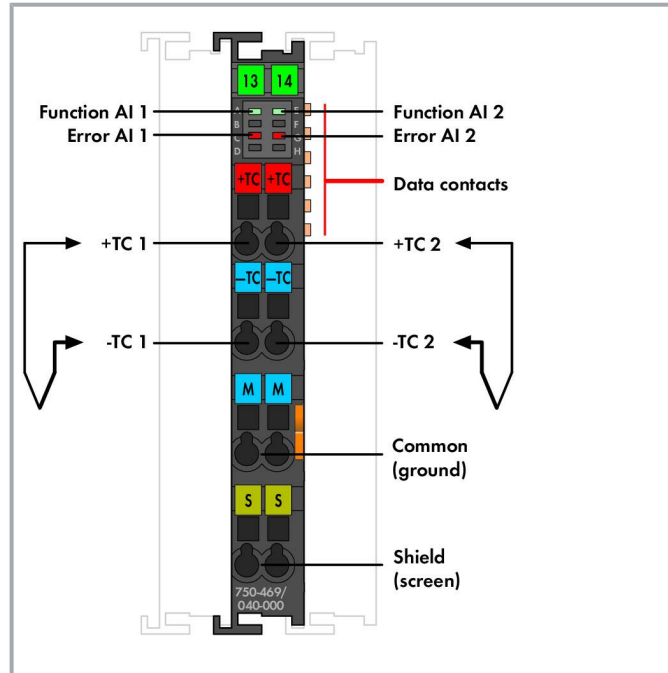 13 14
Function AI 1
Function AI 2
A E
B F
Error AI 1
Error AI 2
C G
D H
+TC +TC
Data contacts
+TC 1
+TC 2
–TC –TC
-TC 1
-TC 2
M M
Common
(ground)
S S
Shield
(screen)
750-469/
040-000